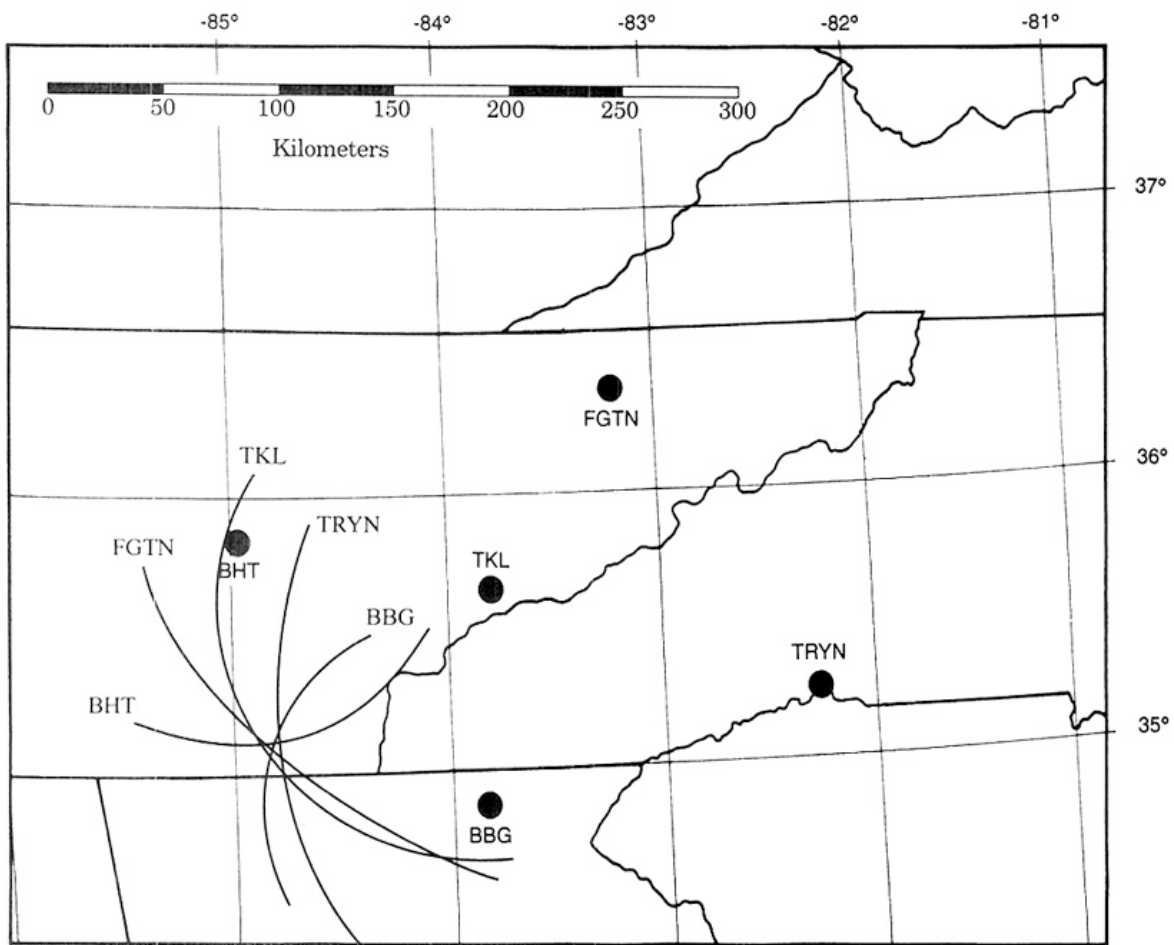 -85° -84 -83 -82 -81°
0 50 100 150 200 250 300
Kilometers
37°
FGTN
TKL
36°
TRYN
FGTN
BHT
TKL
BBG
TRYN
BHT
35°
BBG